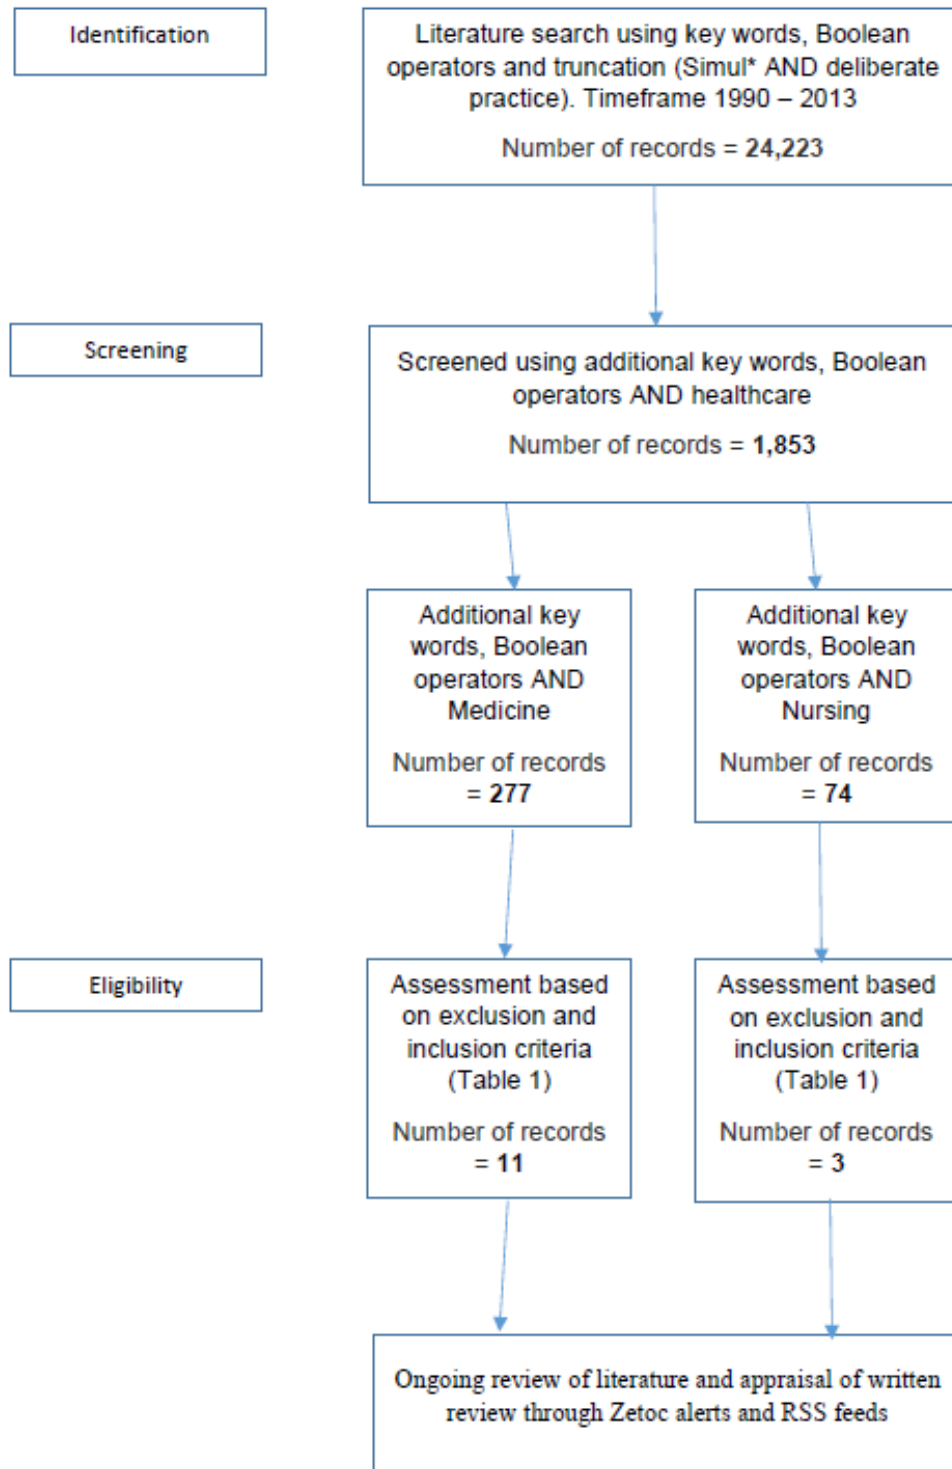 Identification
Literature search using key words, Boolean
operators and truncation (Simul* AND deliberate
practice). Timeframe 1990 – 2013
Number of records = 24,223
Screening
Screened using additional key words, Boolean
operators AND healthcare
Number of records = 1,853
Additional key
words, Boolean
operators AND
Medicine
Number of records
= 277
Additional key
words, Boolean
operators AND
Nursing
Number of records
= 74
Eligibility
Assessment based
on exclusion and
inclusion criteria
(Table 1)
Number of records
= 11
Assessment based
on exclusion and
inclusion criteria
(Table 1)
Number of records
= 3
Ongoing review of literature and appraisal of written
review through Zetoc alerts and RSS feeds